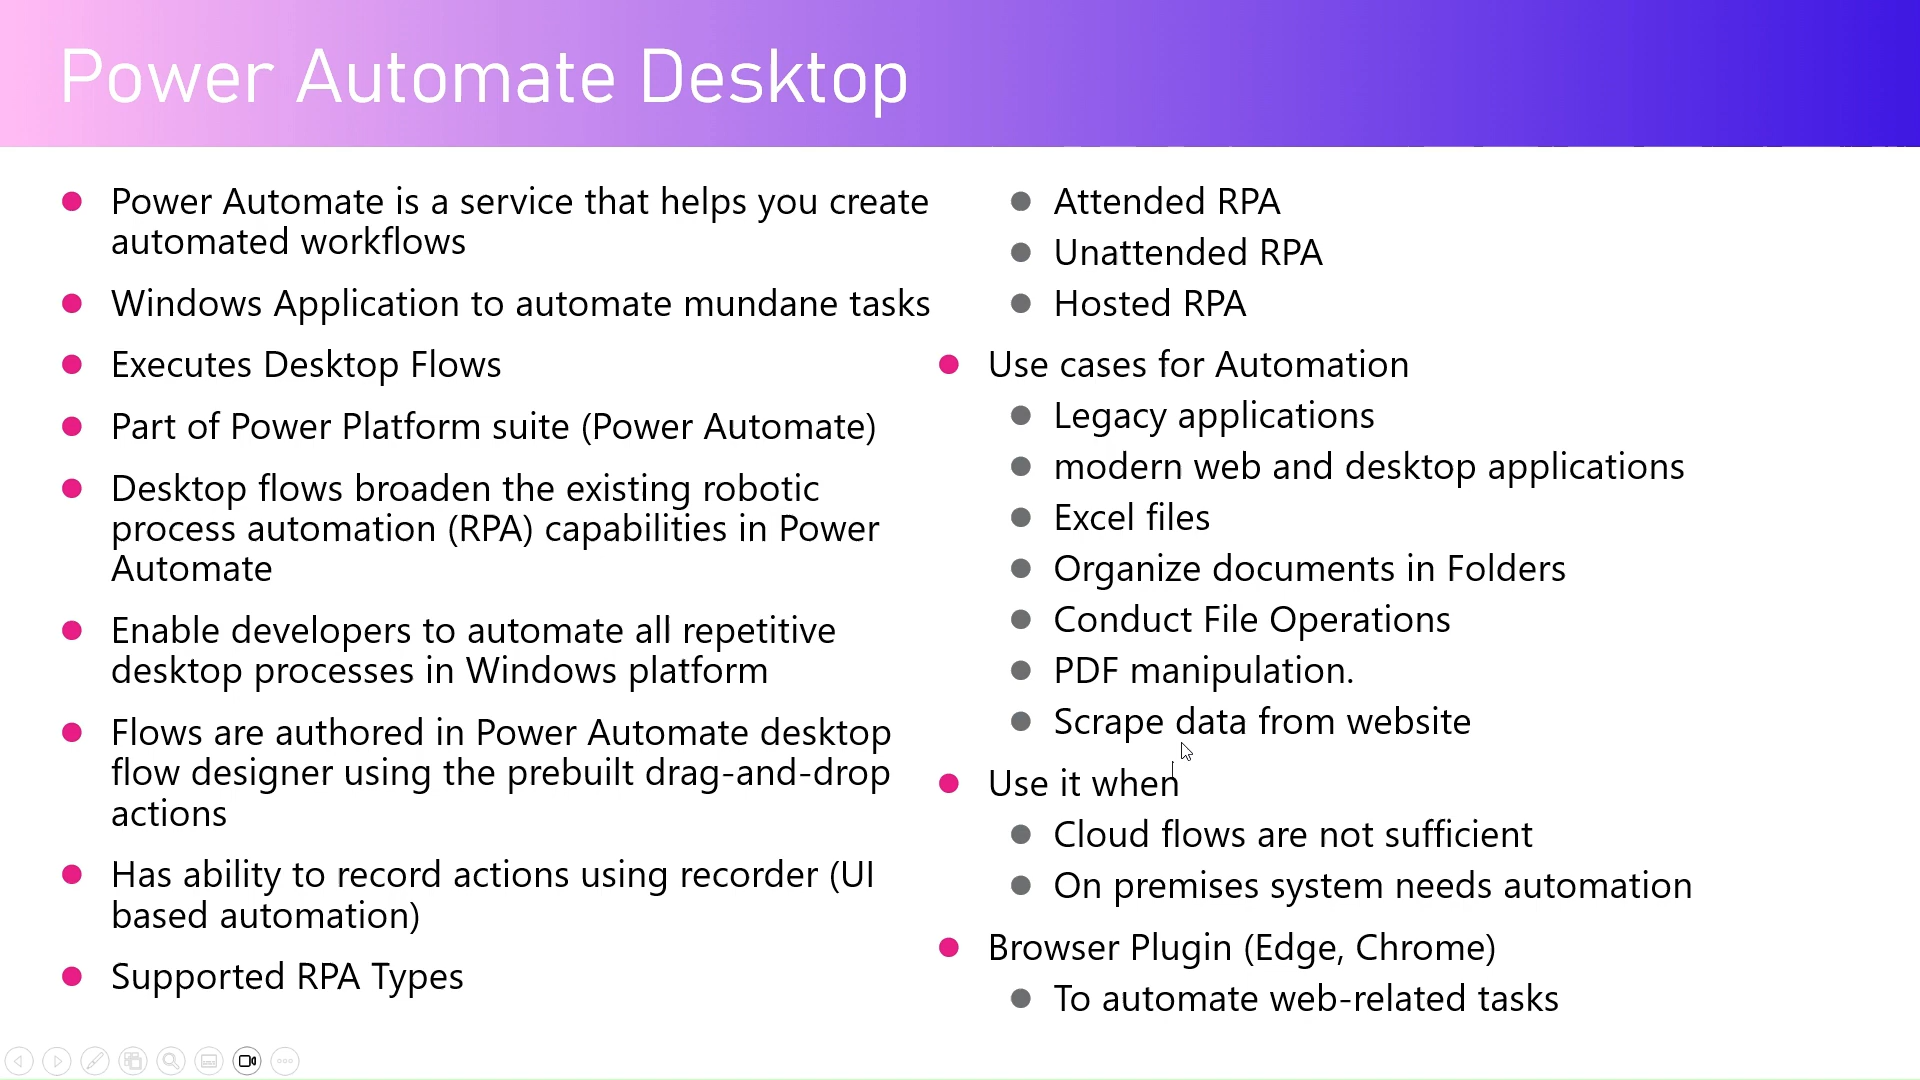 Power Automate Desktop
Power Automate is a service that helps you create
automated workflows
Windows Application to automate mundane tasks
Executes Desktop Flows
Part of Power Platform suite (Power Automate)
Desktop flows broaden the existing robotic
process automation (RPA) capabilities in Power
Automate
Enable developers to automate all repetitive
desktop processes in Windows platform
Flows are authored in Power Automate desktop
flow designer using the prebuilt drag-and-drop
actions
Has ability to record actions using recorder (UI
based automation)
Supported RPA Types
Attended RPA
Unattended RPA
Hosted RPA
Use cases for Automation
Legacy applications
modern web and desktop applications
Excel files
Organize documents in Folders
Conduct File Operations
PDF manipulation.
Scrape data from website
Use it when
Cloud flows are not sufficient
On premises system needs automation
Browser Plugin (Edge, Chrome)
To automate web-related tasks